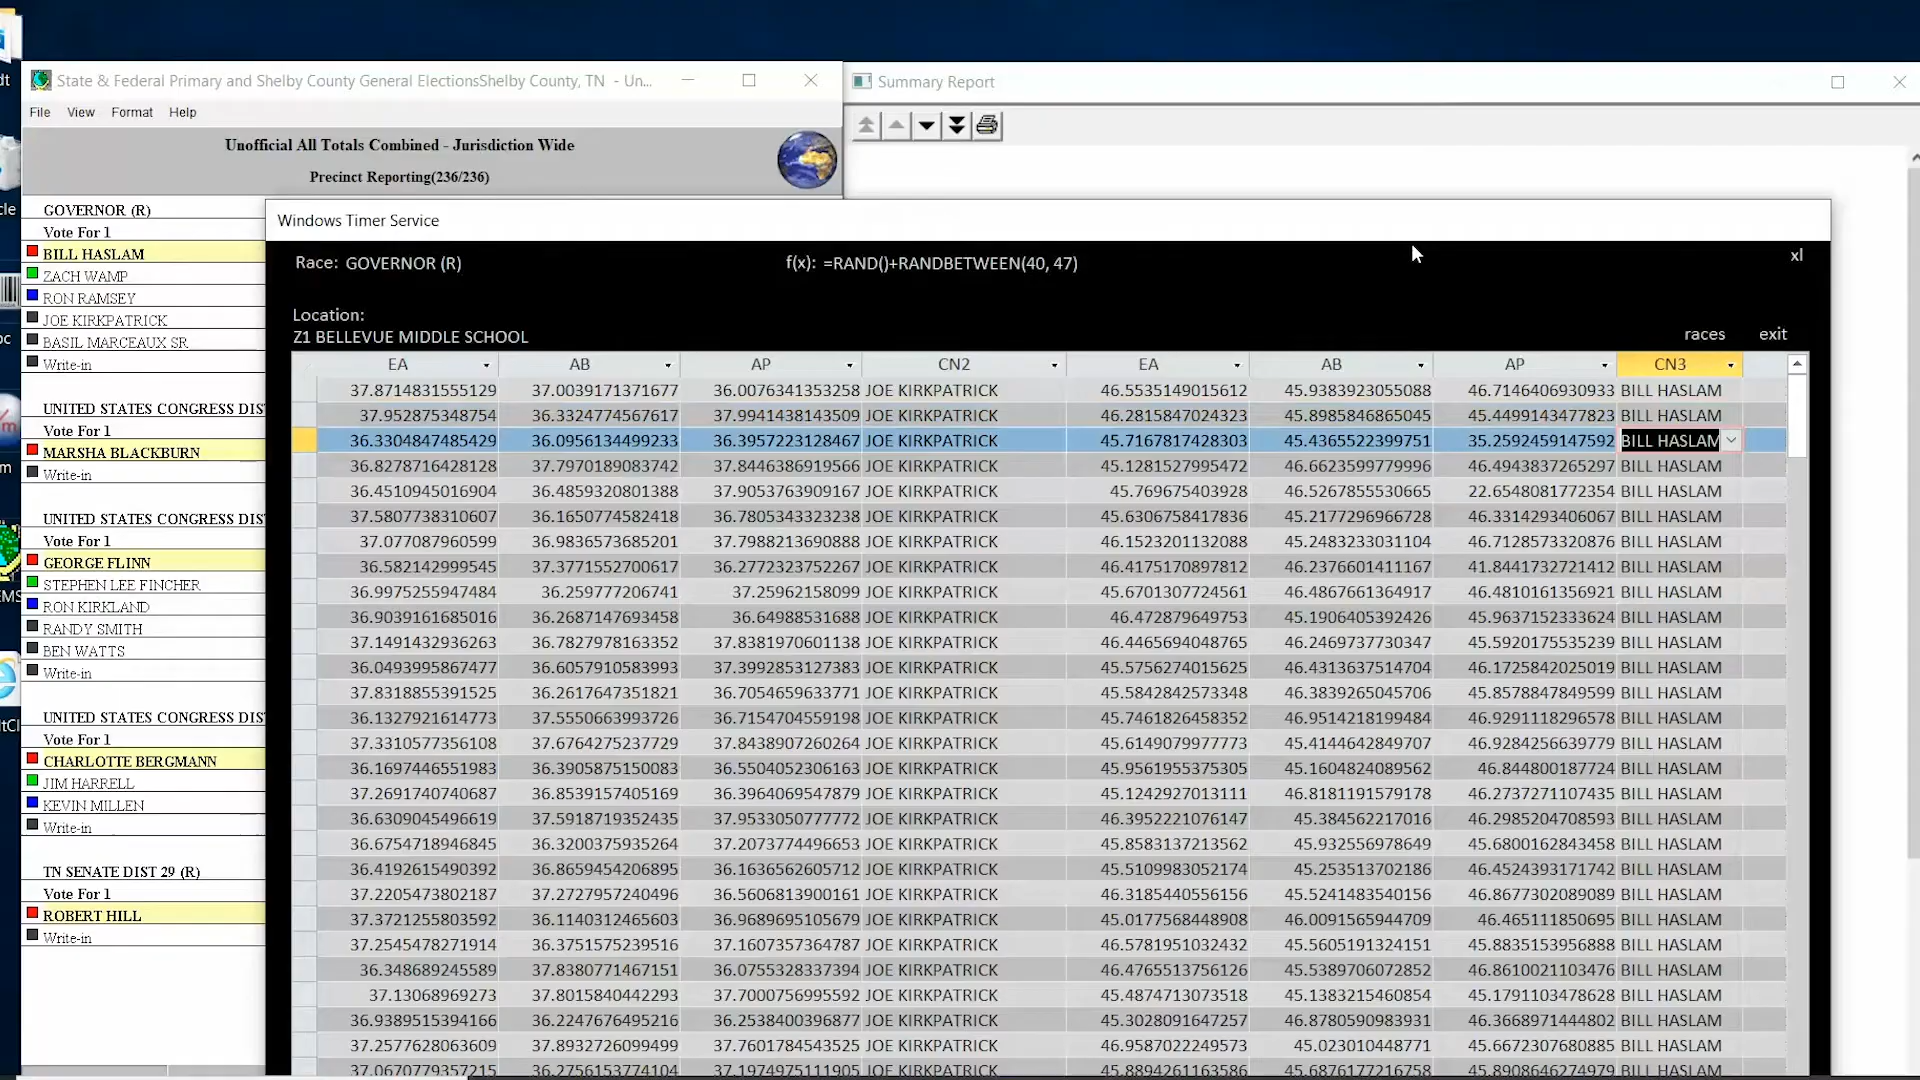 dt
cle
oc
m
EMS
ltCl
State & Federal Primary and Shelby County General ElectionsShelby County, TN - Un...
File View Format Help
Unofficial All Totals Combined - Jurisdiction Wide
Precinct Reporting(236/236)
Summary Report
GOVERNOR (R)
Vote For 1
BILL HASLAM
ZACH WAMP
RON RAMSEY
JOE KIRKPATRICK
BASIL MARCEAUX SR
Write-in
UNITED STATES CONGRESS DIS
Vote For 1
MARSHA BLACKBURN
Write-in
UNITED STATES CONGRESS DIS
Vote For 1
GEORGE FLINN
STEPHEN LEE FINCHER
RON KIRKLAND
RANDY SMITH
BEN WATTS
Write-in
UNITED STATES CONGRESS DIS
Vote For 1
CHARLOTTE BERGMANN
JIM HARRELL
KEVIN MILLEN
Write-in
TN SENATE DIST 29 (R)
Vote For 1
ROBERT HILL
Write-in
Windows Timer Service
Race: GOVERNOR (R) f(x): =RAND()+RANDBETWEEN(40, 47) xl
Location:
Z1 BELLEVUE MIDDLE SCHOOL races exit
EA AB AP CN2 EA AB AP CN3
37.8714831555129 37.0039171371677 36.0076341353258 JOE KIRKPATRICK 46.5535149015612 45.9383923055088 46.7146406930933 BILL HASLAM
37.952875348754 36.3324774567617 37.9941438143509 JOE KIRKPATRICK 46.2815847024323 45.8985846865045 45.4499143477823 BILL HASLAM
36.3304847485429 36.0956134499233 36.3957223128467 JOE KIRKPATRICK 45.7167817428303 45.4365522399751 35.2592459147592 BILL HASLAM
36.8278716428128 37.7970189083742 37.8446386919566 JOE KIRKPATRICK 45.1281527995472 46.6623599779996 46.4943837265297 BILL HASLAM
36.4510945016904 36.4859320801388 37.9053763909167 JOE KIRKPATRICK 45.769675403928 46.5267855530665 22.6548081772354 BILL HASLAM
37.5807738310607 36.1650774582418 36.7805343323238 JOE KIRKPATRICK 45.6306758417836 45.2177296966728 46.3314293406067 BILL HASLAM
37.077087960599 36.9836573685201 37.7988213690888 JOE KIRKPATRICK 46.1523201132088 45.2483233031104 46.7128573320876 BILL HASLAM
36.582142999545 37.3771552700617 36.2772323752267 JOE KIRKPATRICK 46.4175170897812 46.2376601411167 41.8441732721412 BILL HASLAM
36.9975255947484 36.259777206741 37.25962158099 JOE KIRKPATRICK 45.6701307724561 46.4867661364917 46.4810161356921 BILL HASLAM
36.9039161685016 36.2687147693458 36.64988531688 JOE KIRKPATRICK 46.472879649753 45.1906405392426 45.9637152333624 BILL HASLAM
37.1491432936263 36.7827978163352 37.8381970601138 JOE KIRKPATRICK 46.4465694048765 46.2469737730347 45.5920175535239 BILL HASLAM
36.0493995867477 36.6057910583993 37.3992853127383 JOE KIRKPATRICK 45.5756274015625 46.4313637514704 46.1725842025019 BILL HASLAM
37.8318855391525 36.2617647351821 36.7054659633771 JOE KIRKPATRICK 45.5842842573348 46.3839265045706 45.8578847849599 BILL HASLAM
36.1327921614773 37.5550663993726 36.7154704559198 JOE KIRKPATRICK 45.7461826458352 46.9514218199484 46.9291118296578 BILL HASLAM
37.3310577356108 37.6764275237729 37.8438907260264 JOE KIRKPATRICK 45.6149079977773 45.4144642849707 46.9284256639779 BILL HASLAM
36.1697446551983 36.3905875150083 36.5504052306163 JOE KIRKPATRICK 45.9561955375305 45.1604824089562 46.844800187724 BILL HASLAM
37.2691740740687 36.8539157405169 36.3964069547879 JOE KIRKPATRICK 45.1242927013111 46.8181191579178 46.2737271107435 BILL HASLAM
36.6309045496619 37.5918719352435 37.9533050777772 JOE KIRKPATRICK 46.3952221076147 45.384562217016 46.2985204708593 BILL HASLAM
36.6754718946845 36.3200375935264 37.2073774496653 JOE KIRKPATRICK 45.8583137213562 45.932556978649 45.6800162843458 BILL HASLAM
36.4192615490392 36.8659454206895 36.1636562605712 JOE KIRKPATRICK 45.5109983052174 45.253513702186 46.4524393171742 BILL HASLAM
37.2205473802187 37.2727957240496 36.5606813900161 JOE KIRKPATRICK 46.3185440556156 45.5241483540156 46.8677302089089 BILL HASLAM
37.3721255803592 36.1140312465603 36.9689695105679 JOE KIRKPATRICK 45.0177568448908 46.0091565944709 46.465111850695 BILL HASLAM
37.2545478271914 36.3751575239516 37.1607357364787 JOE KIRKPATRICK 46.5781951032432 45.5605191324151 45.8835153956888 BILL HASLAM
36.348689245589 37.8380771467151 36.0755328337394 JOE KIRKPATRICK 46.4765513756126 45.5389706072852 46.8610021103476 BILL HASLAM
37.13068969273 37.8015840442293 37.7000756995592 JOE KIRKPATRICK 45.4874713073518 45.1383215460854 45.1791103478628 BILL HASLAM
36.9389515394166 36.2247676495216 36.2538400396877 JOE KIRKPATRICK 45.3028091647257 46.8780590983931 46.3668971444802 BILL HASLAM
37.2577628063609 37.8932726099499 37.7601784543525 JOE KIRKPATRICK 46.9587022249573 45.023010448771 45.6672307680885 BILL HASLAM
37.0670779357215 36.2756153774104 37.1974975111905 JOE KIRKPATRICK 45.8894261163586 45.6876177216758 45.8908646274979 BILL HASLAM